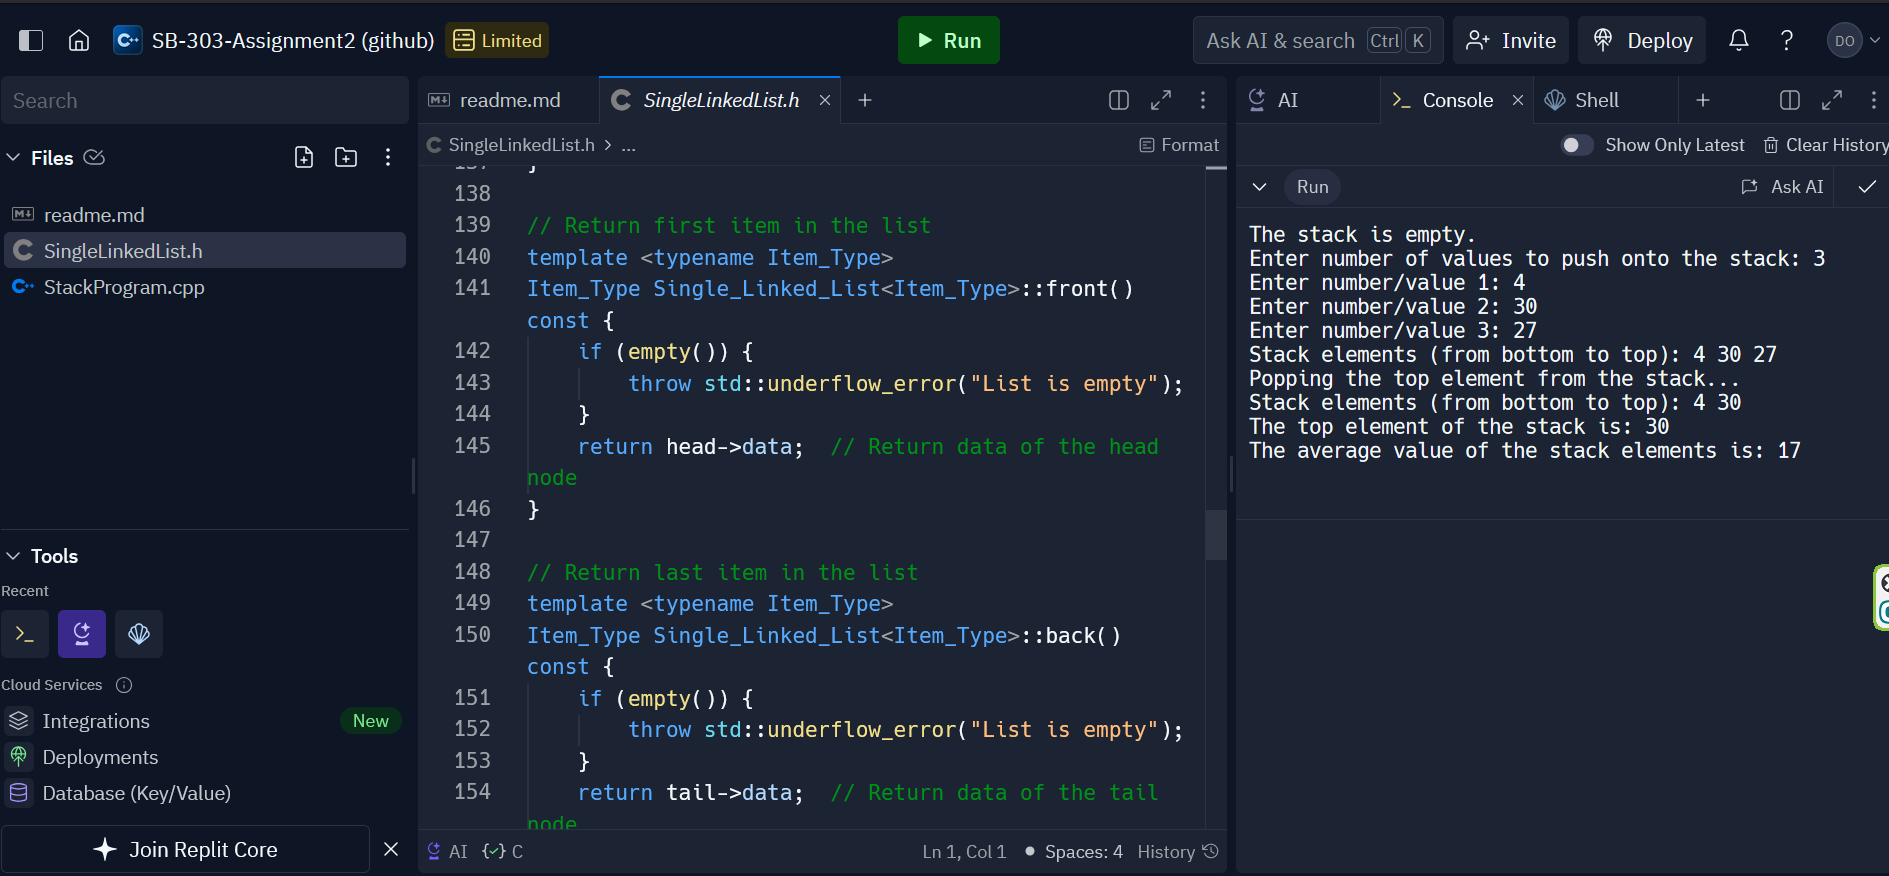 SB-303-Assignment2 (github)
Limited
Run
Ask AI & search Ctrl K
Invite
Deploy
?
DO
Search
Files
readme.md
SingleLinkedList.h
StackProgram.cpp
Tools
Recent
Cloud Services
Integrations New
Deployments
Database (Key/Value)
Join Replit Core
readme.md
SingleLinkedList.h
SingleLinkedList.h > ...
Format
137 }
138
139 // Return first item in the list
140 template <typename Item_Type>
141 Item_Type Single_Linked_List<Item_Type>::front()
const {
142 if (empty()) {
143 throw std::underflow_error("List is empty");
144 }
145 return head->data; // Return data of the head
node
146 }
147
148 // Return last item in the list
149 template <typename Item_Type>
150 Item_Type Single_Linked_List<Item_Type>::back()
const {
151 if (empty()) {
152 throw std::underflow_error("List is empty");
153 }
154 return tail->data; // Return data of the tail
node
AI
C
Ln 1, Col 1
Spaces: 4
History
AI
Console
Shell
Show Only Latest
Clear History
Run
Ask AI
The stack is empty.
Enter number of values to push onto the stack: 3
Enter number/value 1: 4
Enter number/value 2: 30
Enter number/value 3: 27
Stack elements (from bottom to top): 4 30 27
Popping the top element from the stack...
Stack elements (from bottom to top): 4 30
The top element of the stack is: 30
The average value of the stack elements is: 17